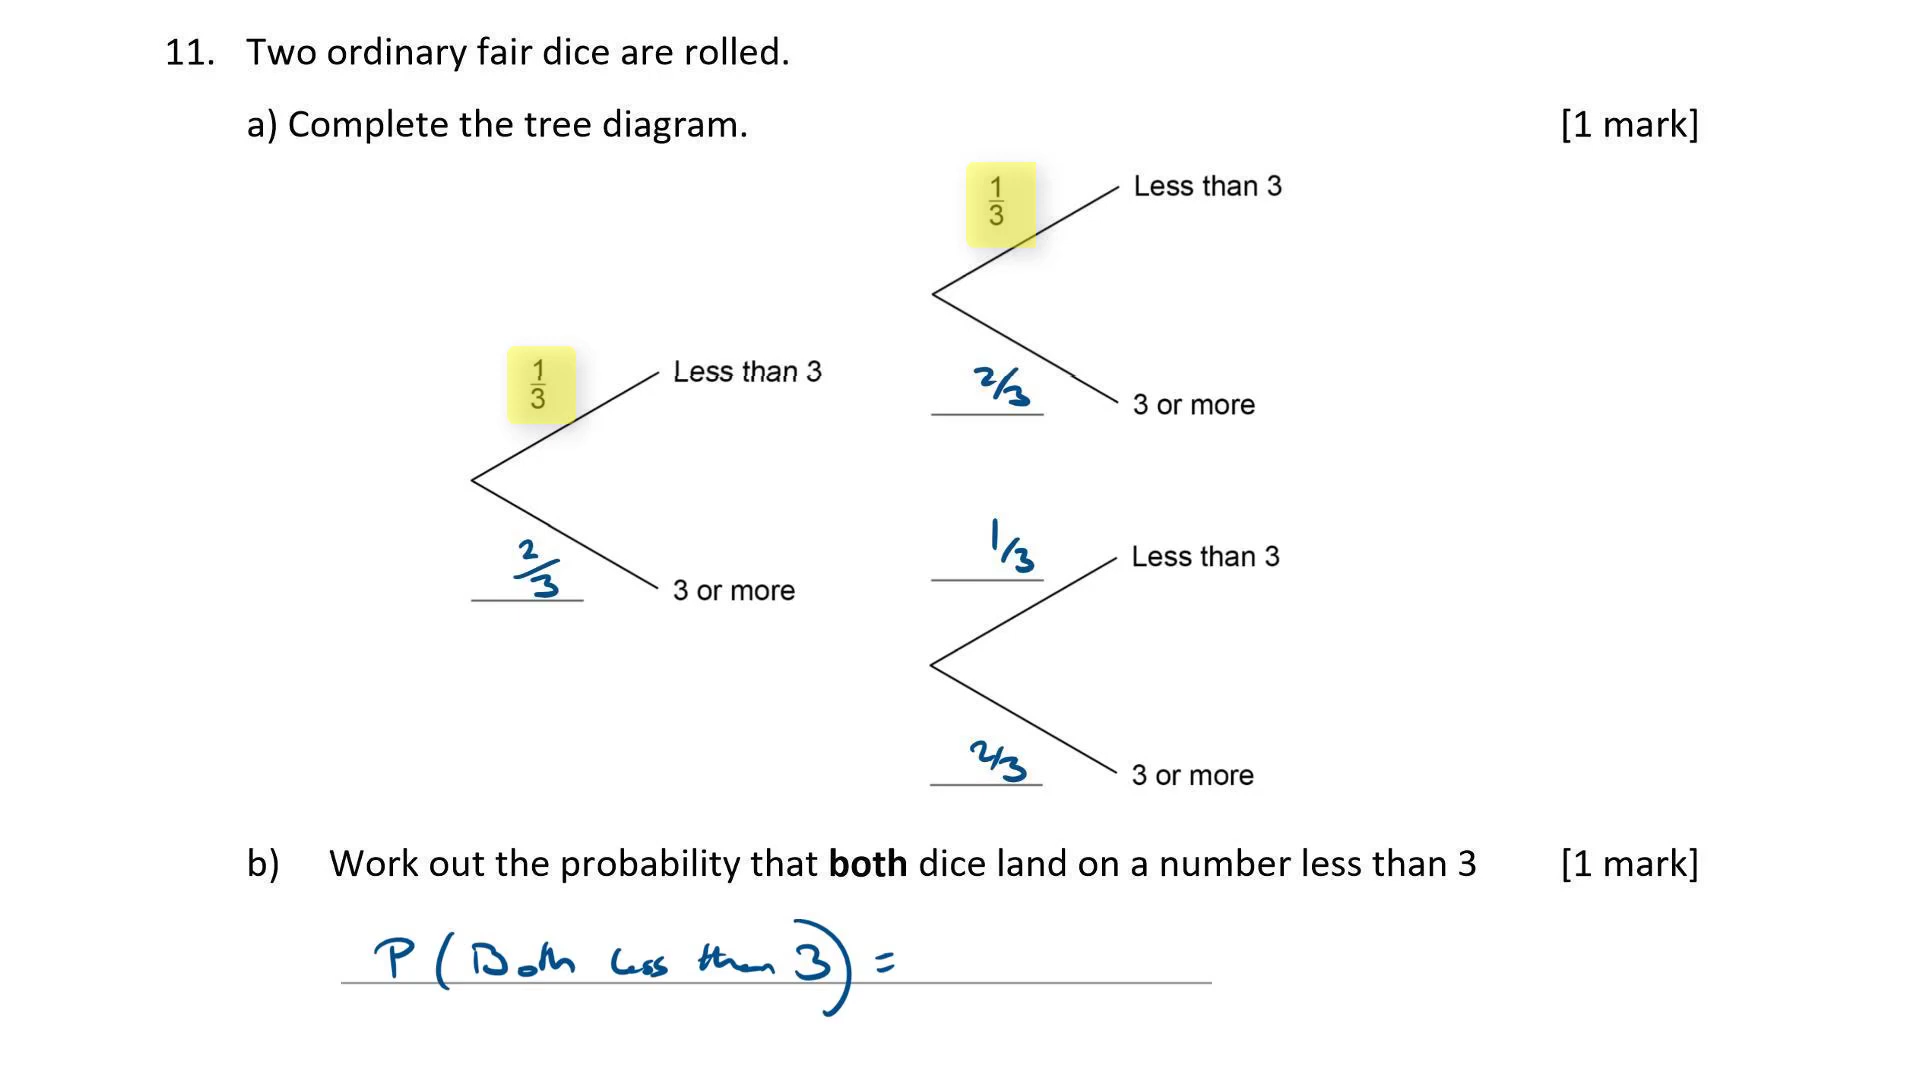 11. Two ordinary fair dice are rolled.
a) Complete the tree diagram. [1 mark]
1/3 Less than 3
1/3 Less than 3
2/3 3 or more
1/3 Less than 3
2/3 3 or more
2/3 3 or more
b) Work out the probability that both dice land on a number less than 3 [1 mark]
P (Both less than 3) =